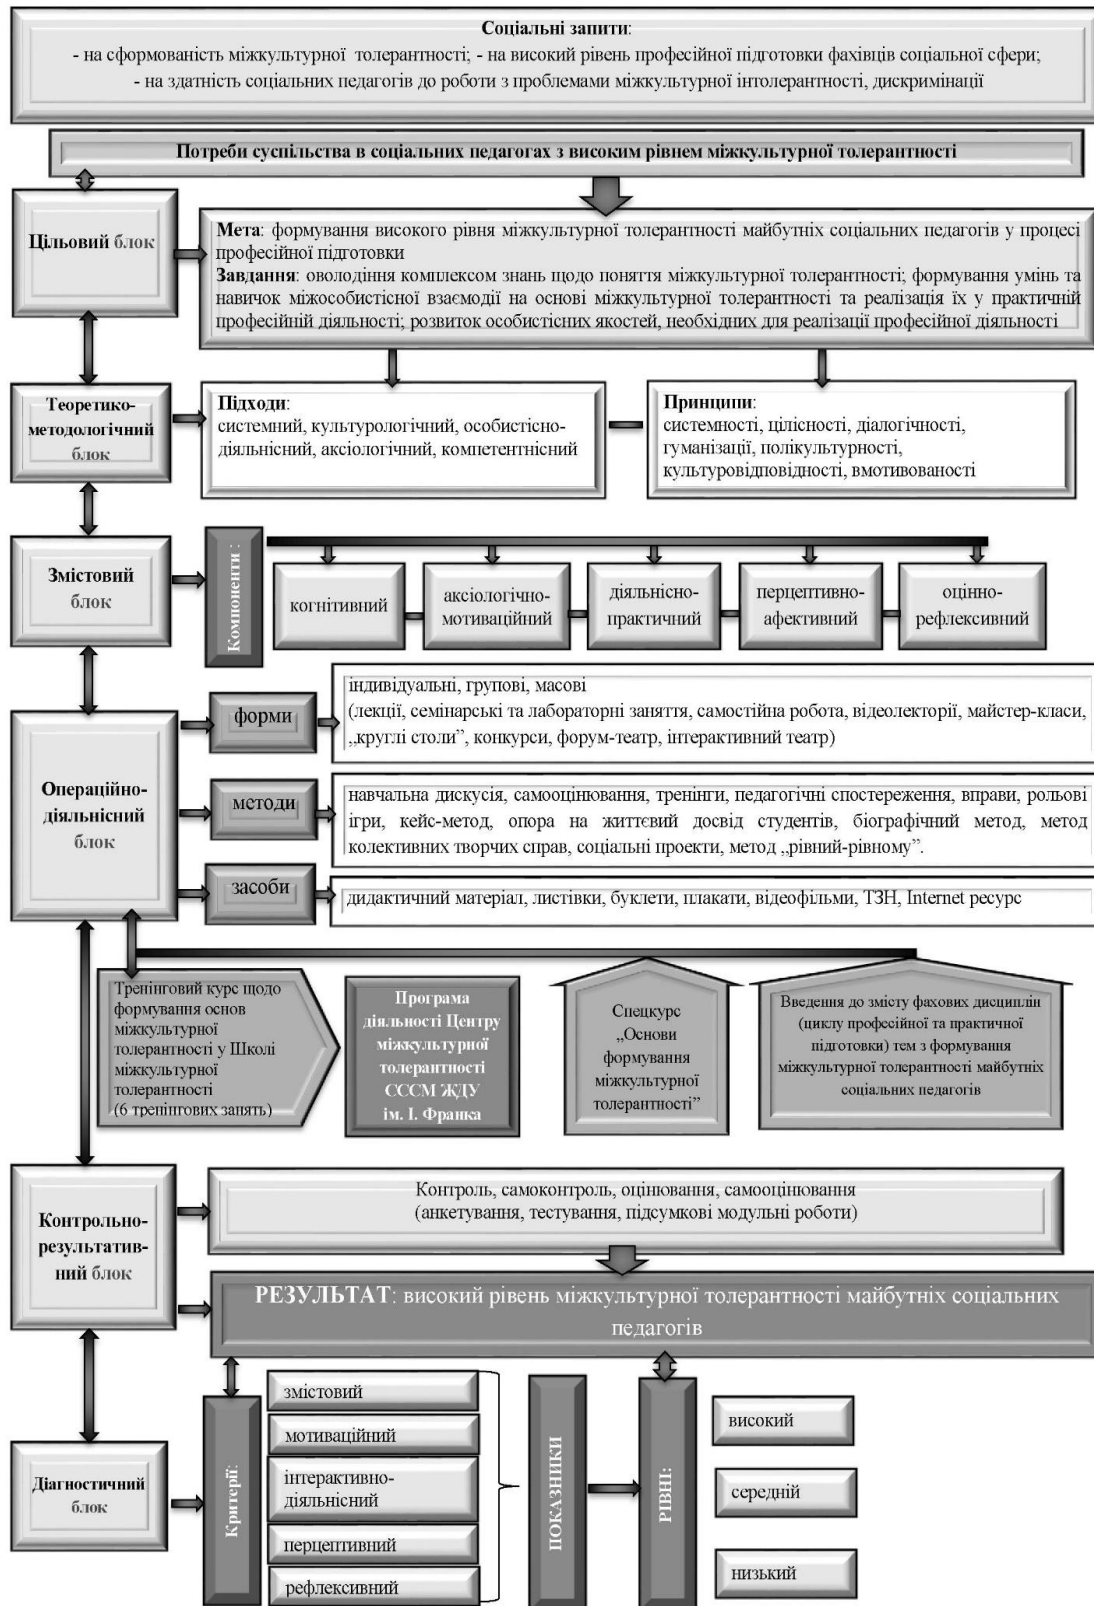 Соціальні запити:
- на сформованість міжкультурної толерантності; - на високий рівень професійної підготовки фахівців соціальної сфери;
- на здатність соціальних педагогів до роботи з проблемами міжкультурної інтолерантності, дискримінації
Потреби суспільства в соціальних педагогах з високим рівнем міжкультурної толерантності
Цільовий блок
Мета: формування високого рівня міжкультурної толерантності майбутніх соціальних педагогів у процесі
професійної підготовки
Завдання: оволодіння комплексом знань щодо поняття міжкультурної толерантності; формування умінь та
навичок міжособистісної взаємодії на основі міжкультурної толерантності та реалізація їх у практичній
професійній діяльності; розвиток особистісних якостей, необхідних для реалізації професійної діяльності
Теоретико-
методологічний
блок
Підходи:
системний, культурологічний, особистісно-
діяльнісний, аксіологічний, компетентнісний
Принципи:
системності, цілісності, діалогічності,
гуманізації, полікультурності,
культуровідповідності, вмотивованості
Змістовий
блок
Компоненти :
когнітивний
аксіологічно-
мотиваційний
діяльнісно-
практичний
перцептивно-
афективний
оцінно-
рефлексивний
Операційно-
діяльнісний
блок
форми
індивідуальні, групові, масові
(лекції, семінарські та лабораторні заняття, самостійна робота, відеолекторії, майстер-класи,
„круглі столи”, конкурси, форум-театр, інтерактивний театр)
методи
навчальна дискусія, самооцінювання, тренінги, педагогічні спостереження, вправи, рольові
ігри, кейс-метод, опора на життєвий досвід студентів, біографічний метод, метод
колективних творчих справ, соціальні проекти, метод „рівний-рівному”.
засоби
дидактичний матеріал, листівки, буклети, плакати, відеофільми, ТЗН, Internet ресурс
Тренінговий курс щодо
формування основ
міжкультурної
толерантності у Школі
міжкультурної
толерантності
(6 тренінгових занять)
Програма
діяльності Центру
міжкультурної
толерантності
СССМ ЖДУ
ім. І. Франка
Спецкурс
„Основи
формування
міжкультурної
толерантності”
Введення до змісту фахових дисциплін
(циклу професійної та практичної
підготовки) тем з формування
міжкультурної толерантності майбутніх
соціальних педагогів
Контрольно-
результатив-
ний блок
Контроль, самоконтроль, оцінювання, самооцінювання
(анкетування, тестування, підсумкові модульні роботи)
РЕЗУЛЬТАТ: високий рівень міжкультурної толерантності майбутніх соціальних
педагогів
Діагностичний
блок
Критерії:
змістовий
мотиваційний
інтерактивно-
діяльнісний
перцептивний
рефлексивний
ПОКАЗНИКИ
РІВНІ:
високий
середній
низький